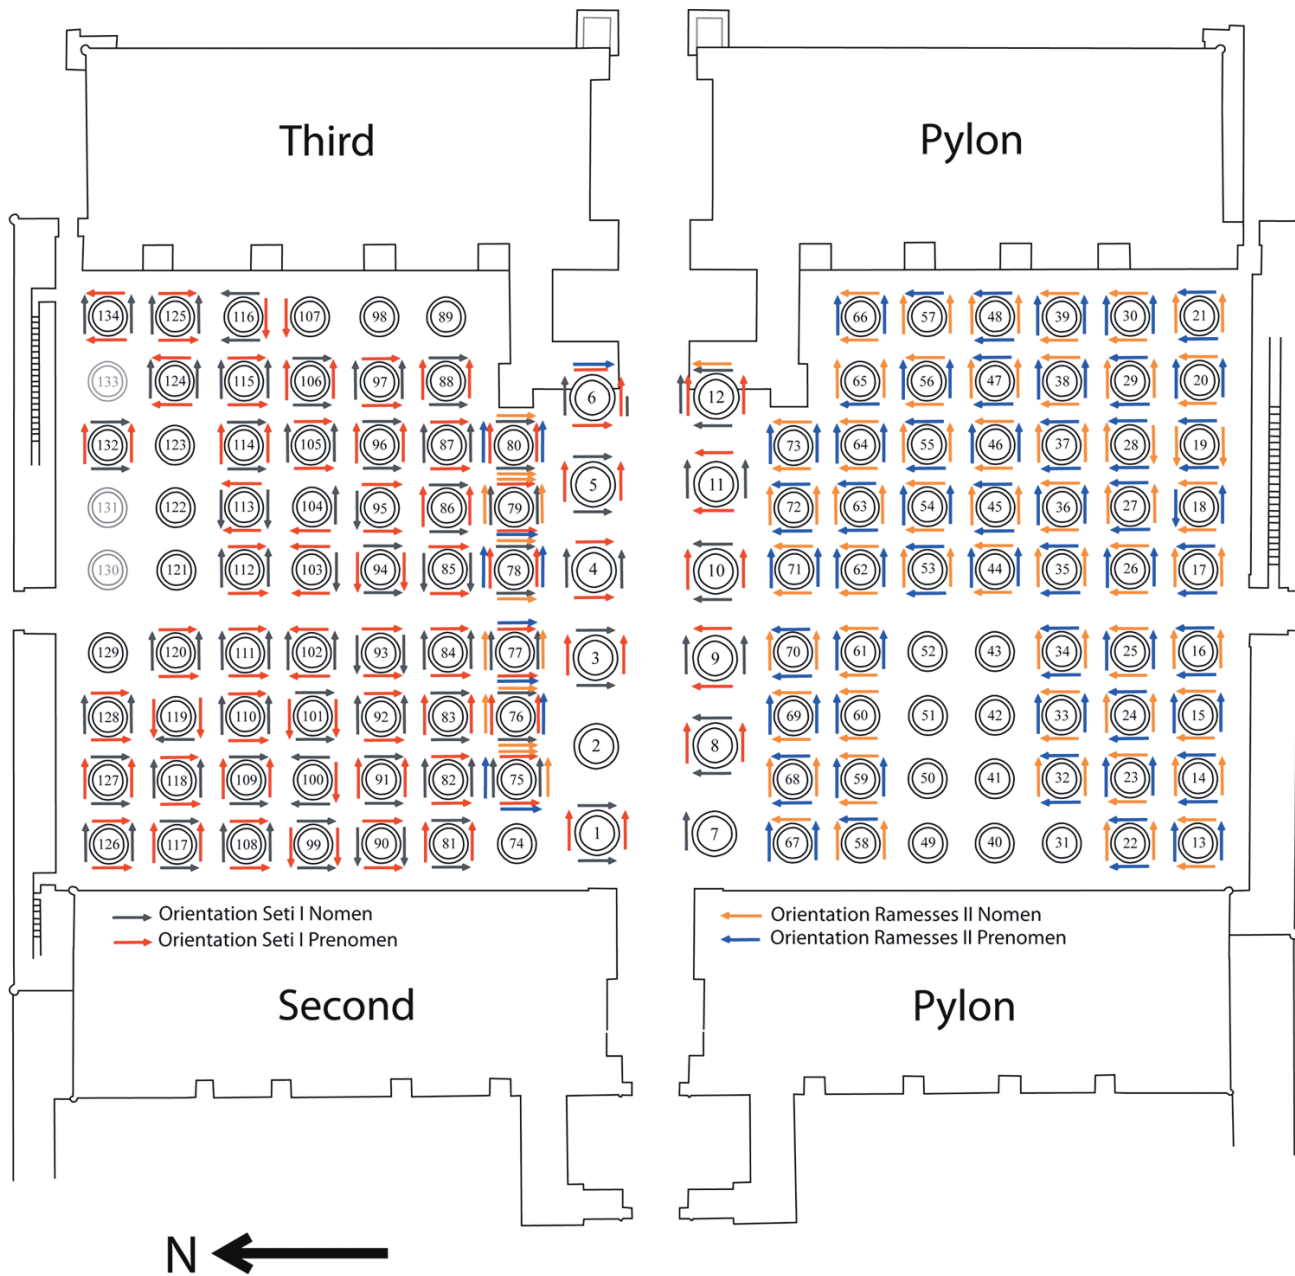 Third Pylon
134 125 116 107 98 89 66 57 48 39 30 21
133 124 115 106 97 88 6 12 65 56 47 38 29 20
132 123 114 105 96 87 80 73 64 55 46 37 28 19
5 11
131 122 113 104 95 86 79 72 63 54 45 36 27 18
130 121 112 103 94 85 78 4 10 71 62 53 44 35 26 17
129 120 111 102 93 84 77 3 9 70 61 52 43 34 25 16
128 119 110 101 92 83 76 69 60 51 42 33 24 15
2 8
127 118 109 100 91 82 75 68 59 50 41 32 23 14
126 117 108 99 90 81 74 1 7 67 58 49 40 31 22 13
Orientation Seti I Nomen
Orientation Seti I Prenomen
Orientation Ramesses II Nomen
Orientation Ramesses II Prenomen
Second Pylon
N